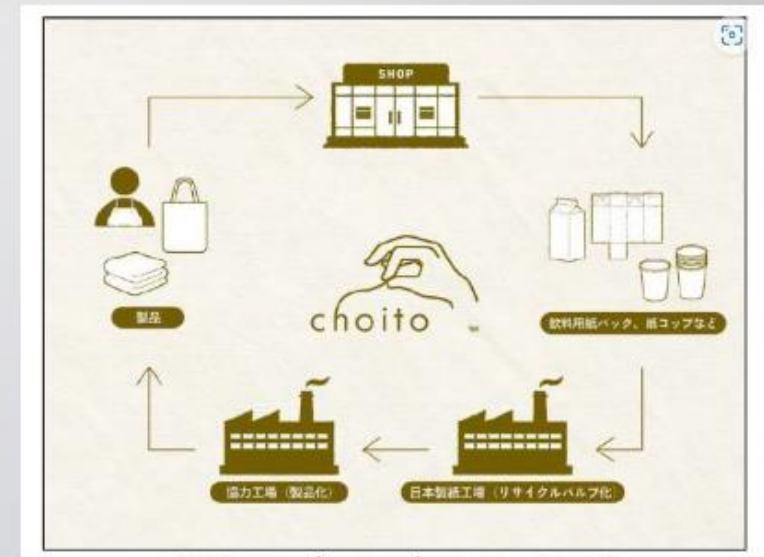 SHOP
製品
choito
飲料用紙パック、紙コップなど
協力工場（製品化）
日本製紙工場（リサイクルパルプ化）